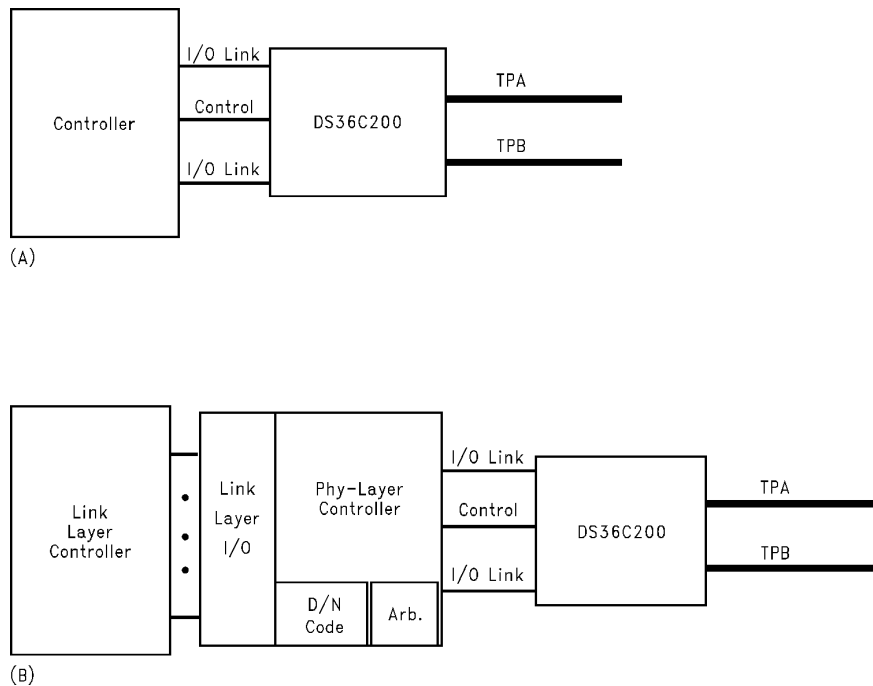 I/O Link
Control
I/O Link
Controller
DS36C200
TPA
TPB
(A)
Link
Layer
Controller
Link
Layer
I/O
Phy-Layer
Controller
D/N
Code
Arb.
I/O Link
Control
I/O Link
DS36C200
TPA
TPB
(B)